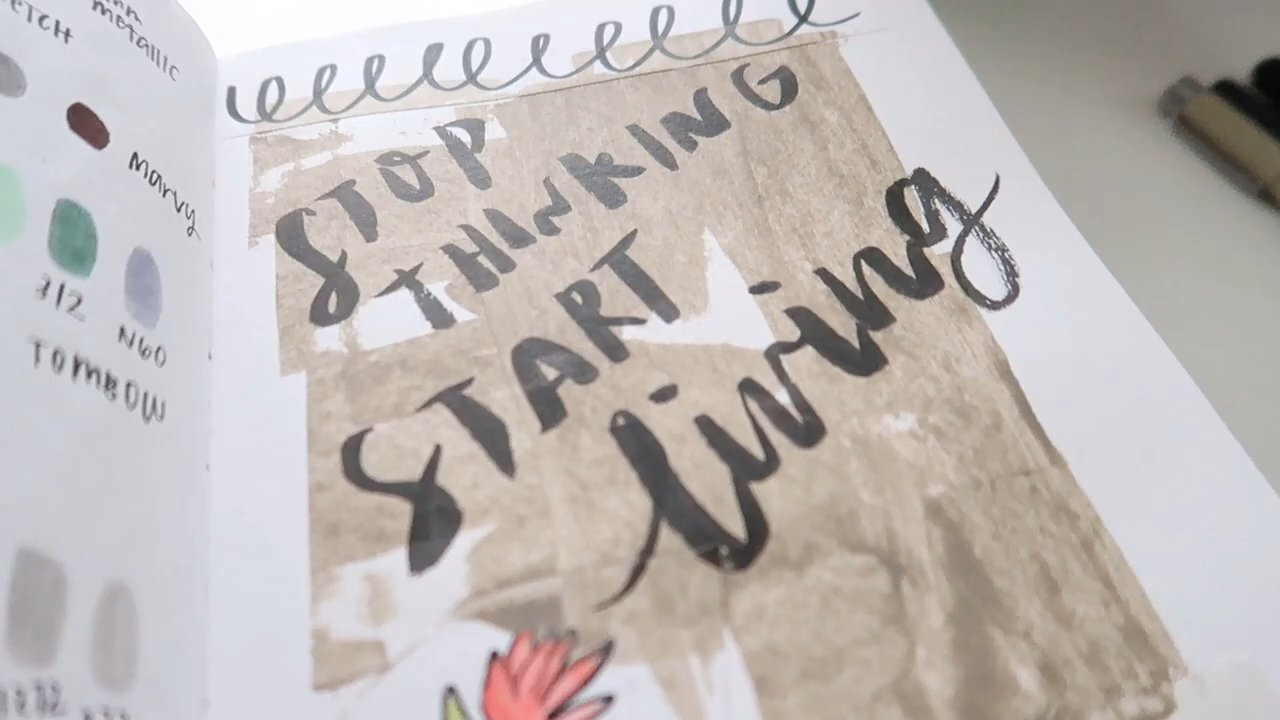 metallic
marvy
312
N60
TOMBOW
STOP
THINKING
START
living